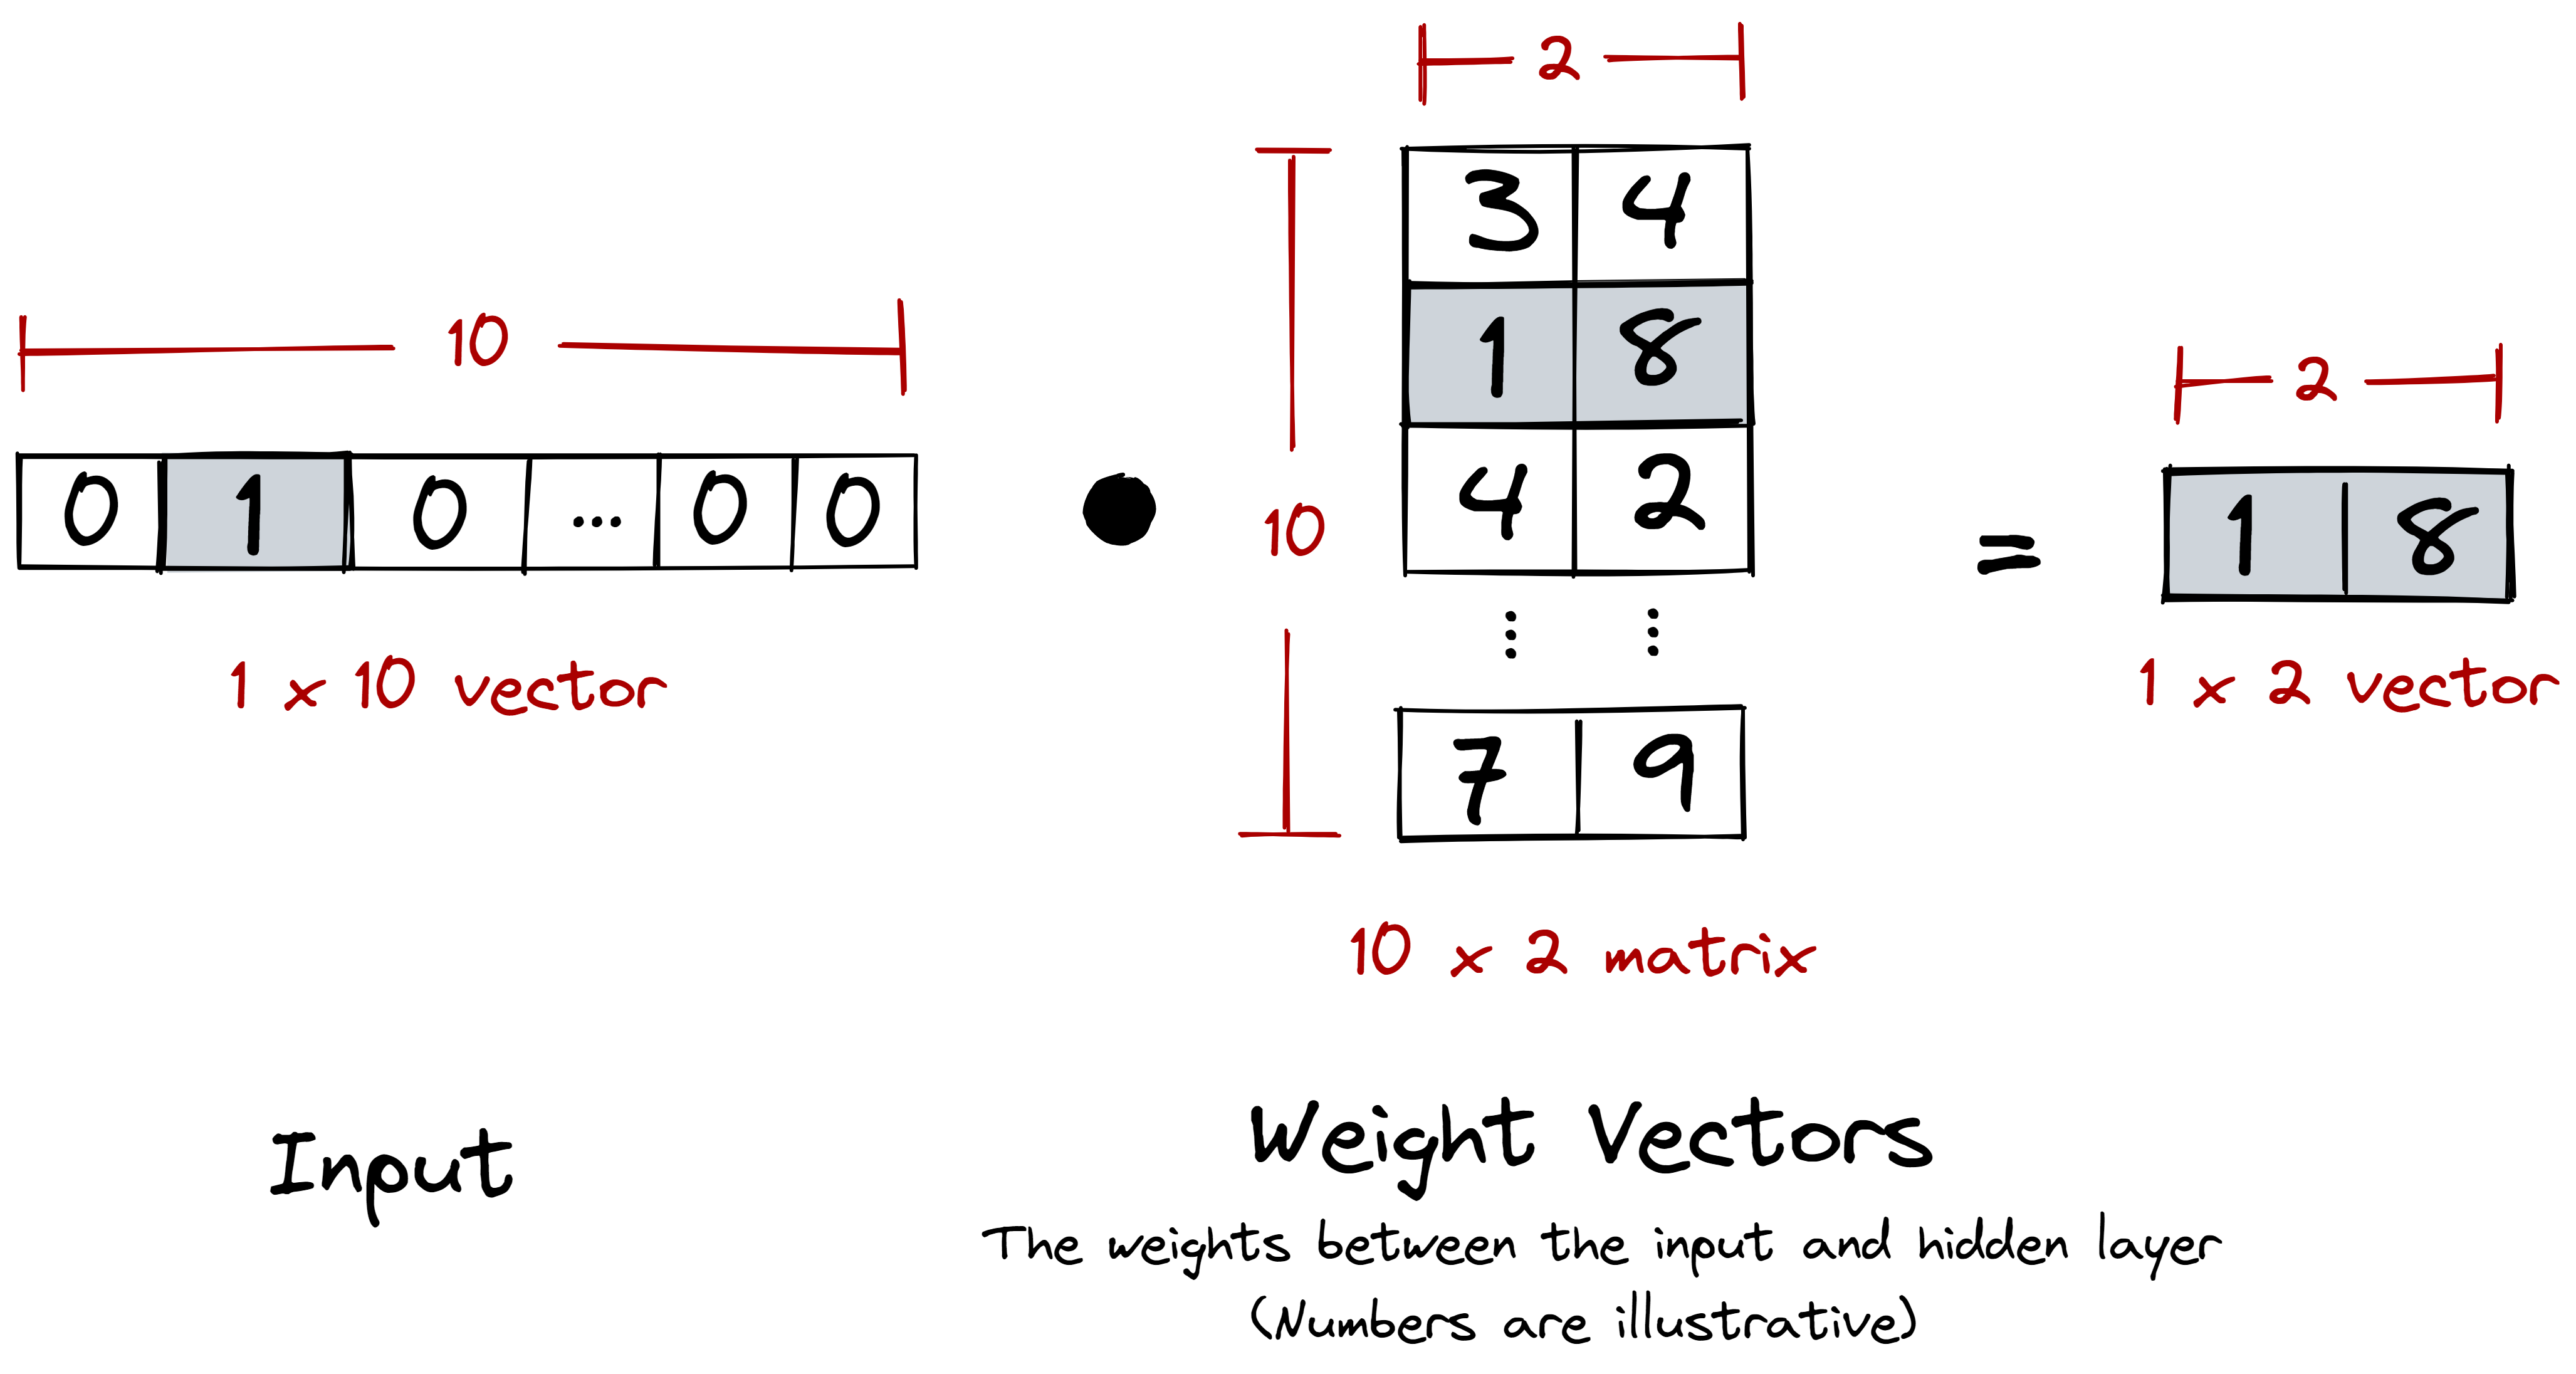 2
3 4
10
1 8
2
0 1 0 ... 0 0
4 2
10
=
1 8
1 x 10 vector
1 x 2 vector
7 9
10 x 2 matrix
Input
Weight Vectors
The weights between the input and hidden layer
(Numbers are illustrative)